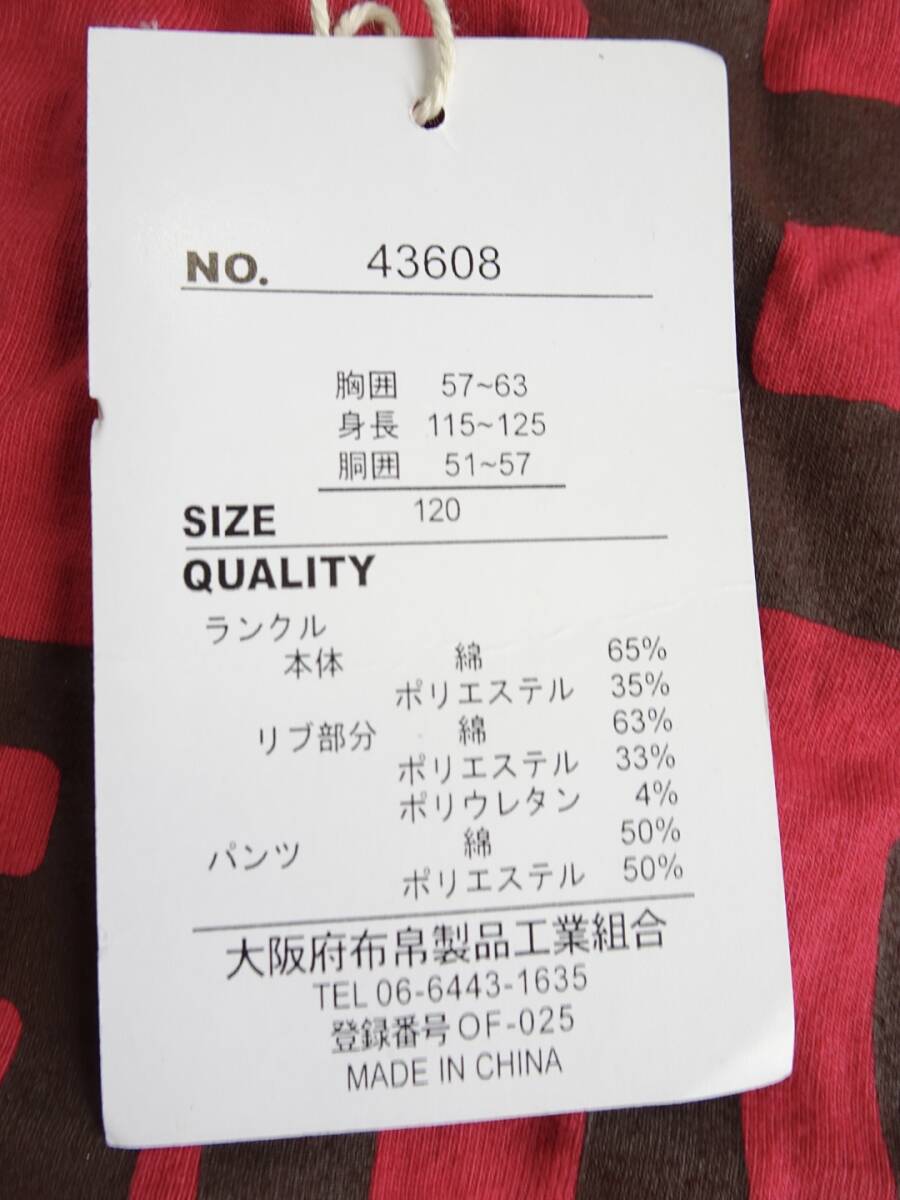 NO. 43608
胸囲 57~63
身長 115~125
胴囲 51~57
SIZE 120
QUALITY
ランクル
本体 綿 65%
ポリエステル 35%
リブ部分 綿 63%
ポリエステル 33%
ポリウレタン 4%
パンツ 綿 50%
ポリエステル 50%
大阪府布帛製品工業組合
TEL 06-6443-1635
登録番号 OF-025
MADE IN CHINA